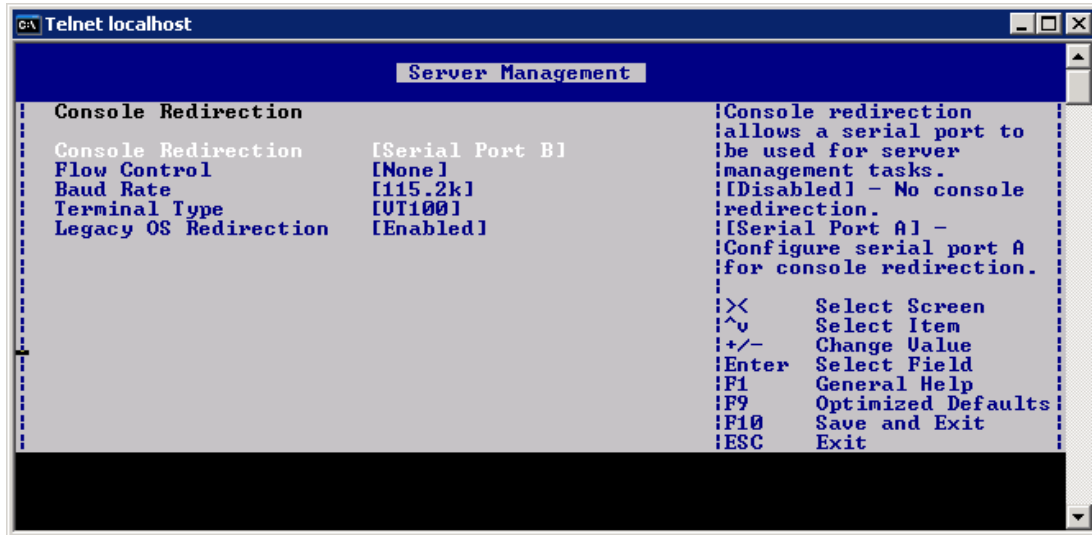 Telnet localhost
Server Management
Console Redirection
Console Redirection [Serial Port B]
Flow Control [None]
Baud Rate [115.2k]
Terminal Type [VT100]
Legacy OS Redirection [Enabled]
Console redirection
allows a serial port to
be used for server
management tasks.
[Disabled] - No console
redirection.
[Serial Port A] -
Configure serial port A
for console redirection.
>< Select Screen
^v Select Item
+/- Change Value
Enter Select Field
F1 General Help
F9 Optimized Defaults
F10 Save and Exit
ESC Exit